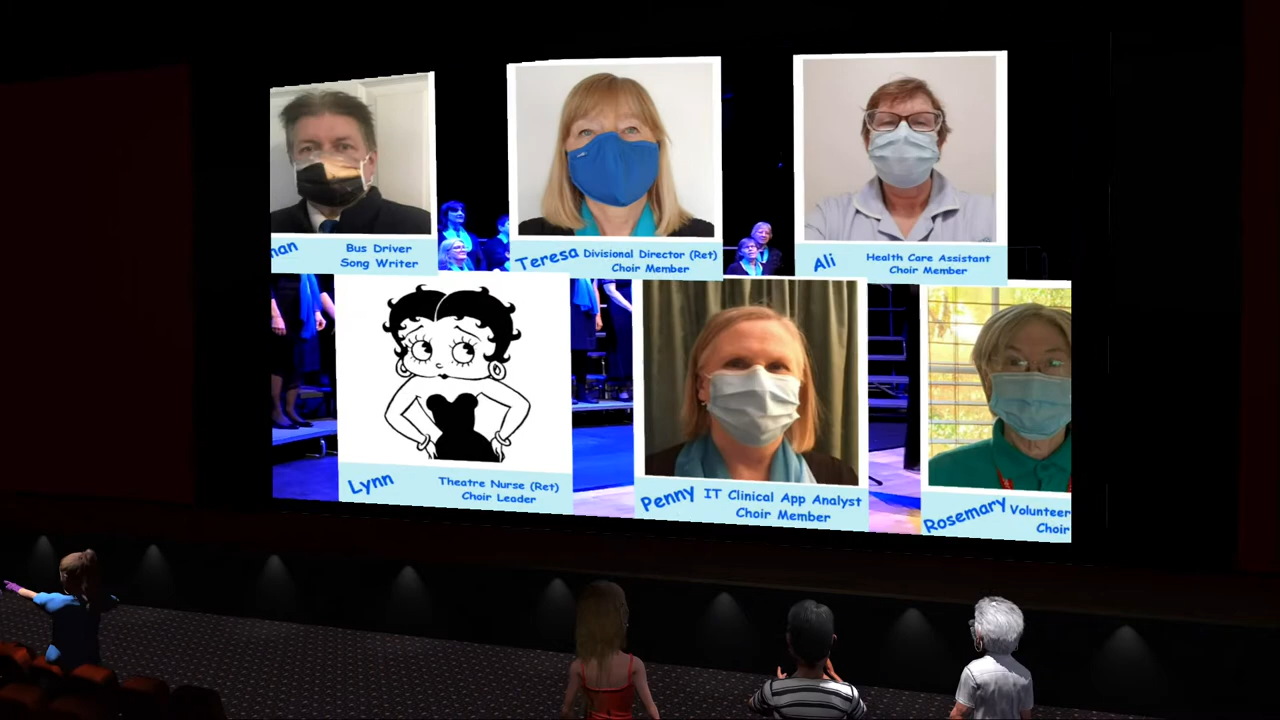 Bus Driver
Song Writer
Teresa Divisional Director (Ret)
Choir Member
Ali Health Care Assistant
Choir Member
Lynn Theatre Nurse (Ret)
Choir Leader
Penny IT Clinical App Analyst
Choir Member
Rosemary Volunteer
Choir